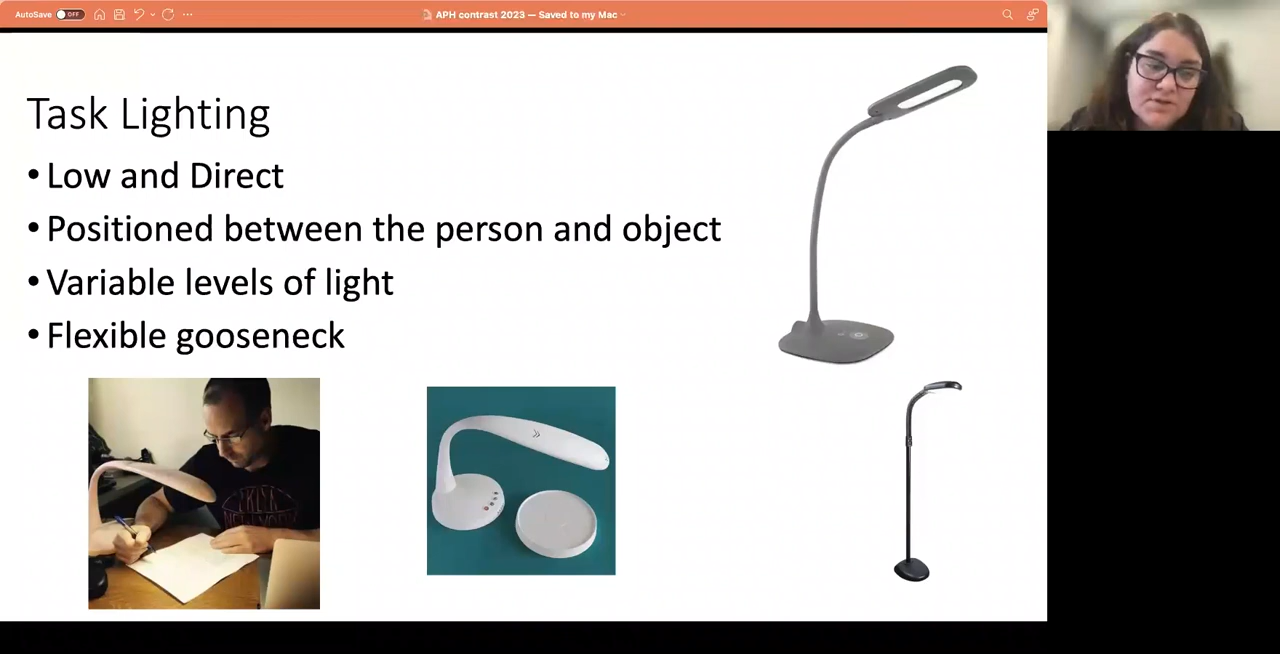 AutoSave OFF
APH contrast 2023 — Saved to my Mac
Task Lighting
• Low and Direct
• Positioned between the person and object
• Variable levels of light
• Flexible gooseneck